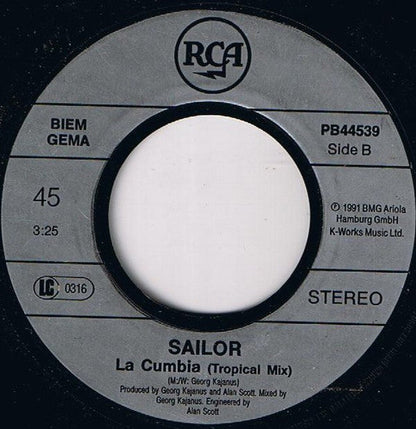 RCA
BIEM
GEMA
PB44539
Side B
45
3:25
℗ 1991 BMG Ariola
Hamburg GmbH
K-Works Music Ltd.
LC 0316
STEREO
SAILOR
La Cumbia (Tropical Mix)
(M:/W: Georg Kajanus)
Produced by Georg Kajanus and Alan Scott. Mixed by
Georg Kajanus. Engineered by
Alan Scott